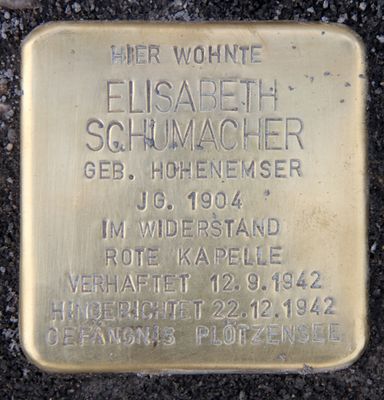 HIER WOHNTE
ELISABETH
SCHUMACHER
GEB. HOHENEMSER
JG. 1904
IM WIDERSTAND
ROTE KAPELLE
VERHAFTET 12.9.1942
HINGERICHTET 22.12.1942
GEFÄNGNIS PLÖTZENSEE